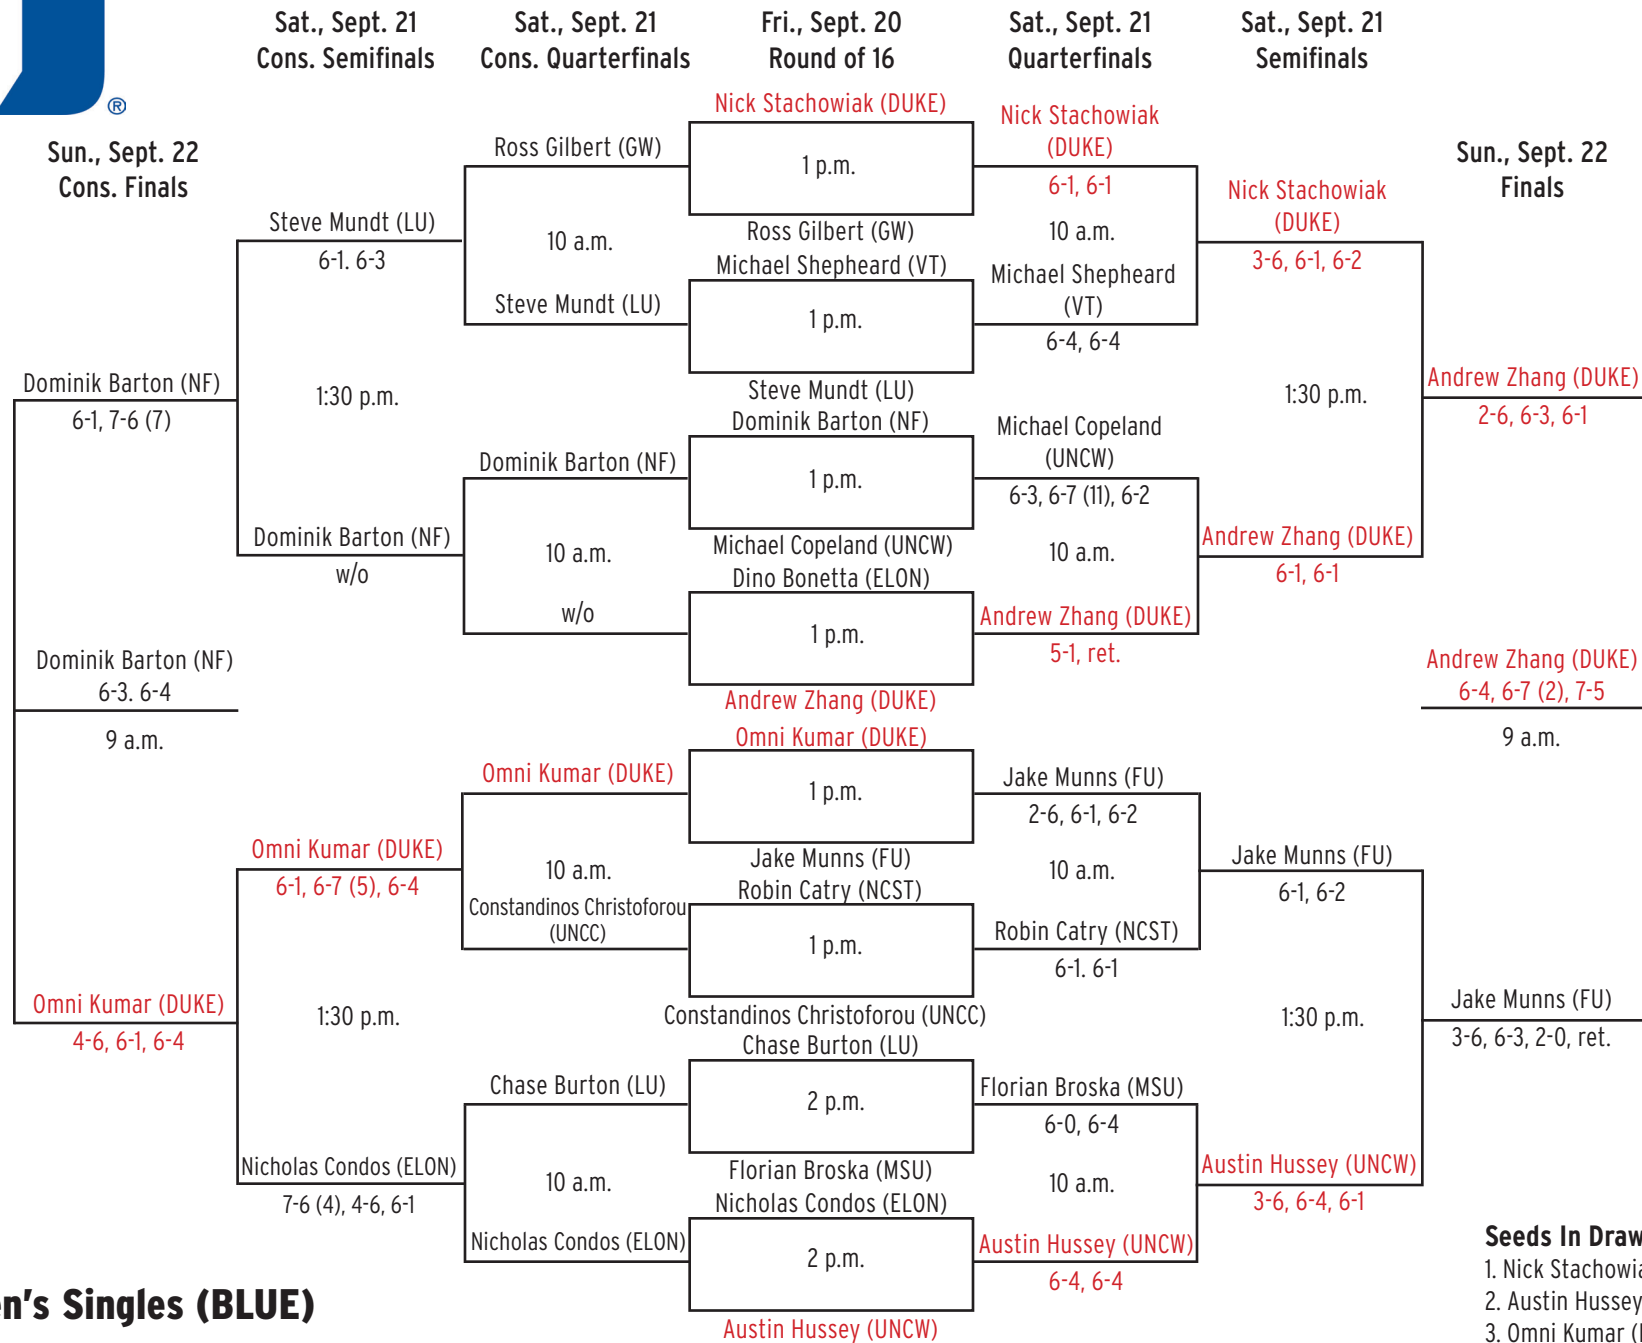 Sat., Sept. 21
Cons. Semifinals
Sat., Sept. 21
Cons. Quarterfinals
Fri., Sept. 20
Round of 16
Sat., Sept. 21
Quarterfinals
Sat., Sept. 21
Semifinals
®
Sun., Sept. 22
Cons. Finals
Sun., Sept. 22
Finals
Dominik Barton (NF)
6-1, 7-6 (7)
Dominik Barton (NF)
6-3. 6-4
9 a.m.
Omni Kumar (DUKE)
4-6, 6-1, 6-4
Steve Mundt (LU)
6-1. 6-3
1:30 p.m.
Dominik Barton (NF)
w/o
Omni Kumar (DUKE)
6-1, 6-7 (5), 6-4
1:30 p.m.
Nicholas Condos (ELON)
7-6 (4), 4-6, 6-1
Ross Gilbert (GW)
10 a.m.
Steve Mundt (LU)
Dominik Barton (NF)
10 a.m.
w/o
Omni Kumar (DUKE)
10 a.m.
Constandinos Christoforou
(UNCC)
Chase Burton (LU)
10 a.m.
Nicholas Condos (ELON)
Nick Stachowiak (DUKE)
1 p.m.
Ross Gilbert (GW)
Michael Shepheard (VT)
1 p.m.
Steve Mundt (LU)
Dominik Barton (NF)
1 p.m.
Michael Copeland (UNCW)
Dino Bonetta (ELON)
1 p.m.
Andrew Zhang (DUKE)
Omni Kumar (DUKE)
1 p.m.
Jake Munns (FU)
Robin Catry (NCST)
1 p.m.
Constandinos Christoforou (UNCC)
Chase Burton (LU)
2 p.m.
Florian Broska (MSU)
Nicholas Condos (ELON)
2 p.m.
Austin Hussey (UNCW)
Nick Stachowiak
(DUKE)
6-1, 6-1
10 a.m.
Michael Shepheard
(VT)
6-4, 6-4
Michael Copeland
(UNCW)
6-3, 6-7 (11), 6-2
10 a.m.
Andrew Zhang (DUKE)
5-1, ret.
Jake Munns (FU)
2-6, 6-1, 6-2
10 a.m.
Robin Catry (NCST)
6-1. 6-1
Florian Broska (MSU)
6-0, 6-4
10 a.m.
Austin Hussey (UNCW)
6-4, 6-4
Nick Stachowiak
(DUKE)
3-6, 6-1, 6-2
1:30 p.m.
Andrew Zhang (DUKE)
6-1, 6-1
Jake Munns (FU)
6-1, 6-2
1:30 p.m.
Austin Hussey (UNCW)
3-6, 6-4, 6-1
Andrew Zhang (DUKE)
2-6, 6-3, 6-1
Andrew Zhang (DUKE)
6-4, 6-7 (2), 7-5
9 a.m.
Jake Munns (FU)
3-6, 6-3, 2-0, ret.
Seeds In Draw
1. Nick Stachowia
2. Austin Hussey
3. Omni Kumar (
en's Singles (BLUE)